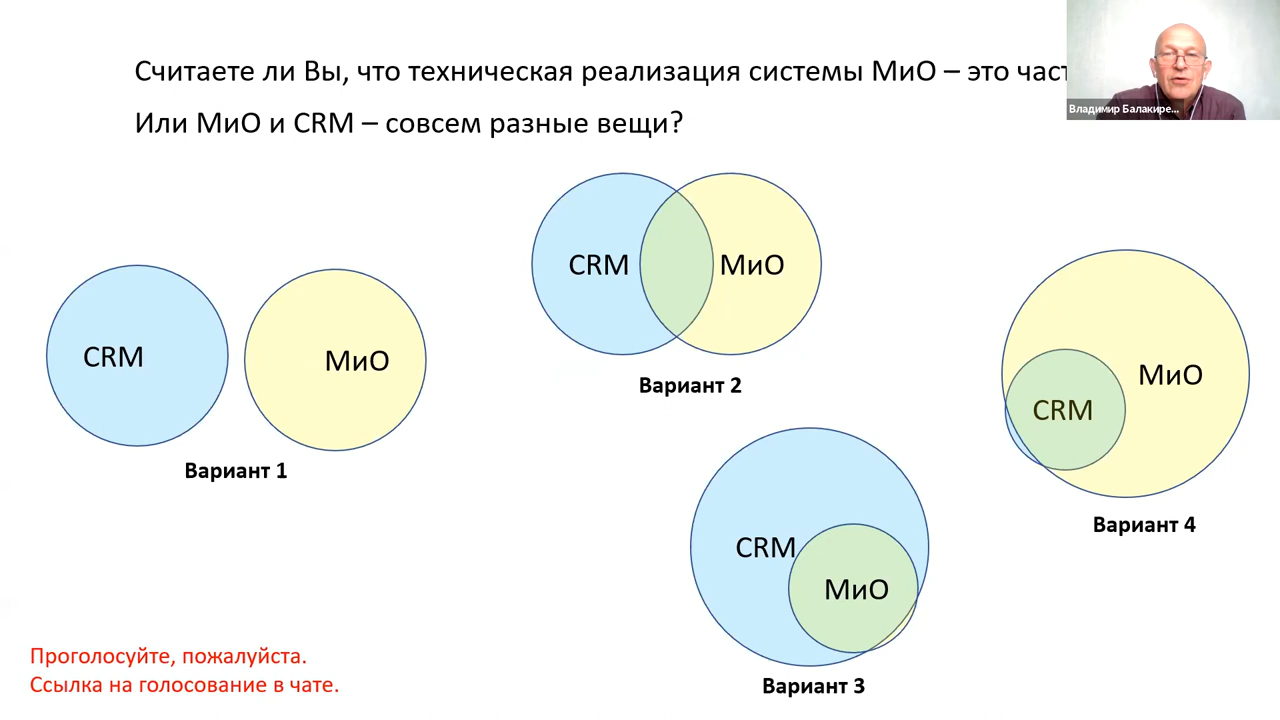 Считаете ли Вы, что техническая реализация системы МиО – это част
Или МиО и CRM – совсем разные вещи?
Владимир Балакире...
CRM
МиО
Вариант 1
CRM
МиО
Вариант 2
CRM
МиО
Вариант 3
CRM
МиО
Вариант 4
Проголосуйте, пожалуйста.
Ссылка на голосование в чате.